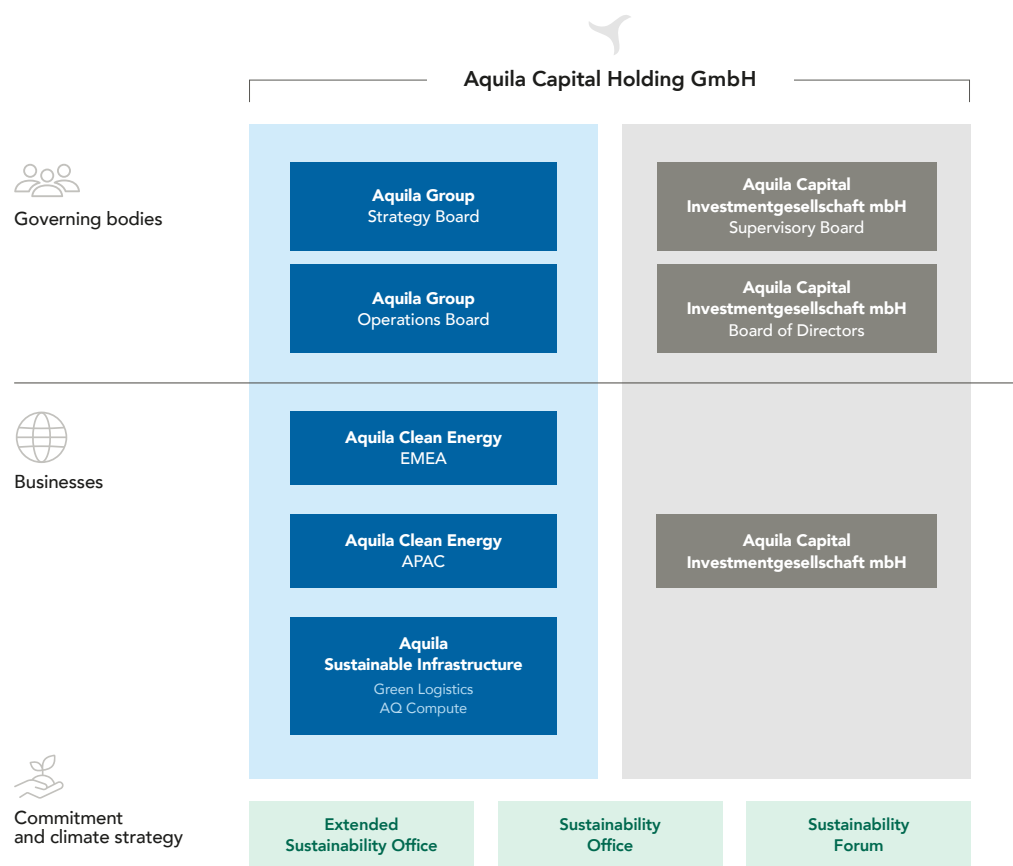 Aquila Capital Holding GmbH
Governing bodies
Aquila Group
Strategy Board
Aquila Group
Operations Board
Aquila Capital
Investmentgesellschaft mbH
Supervisory Board
Aquila Capital
Investmentgesellschaft mbH
Board of Directors
Businesses
Aquila Clean Energy
EMEA
Aquila Clean Energy
APAC
Aquila
Sustainable Infrastructure
Green Logistics
AQ Compute
Aquila Capital
Investmentgesellschaft mbH
Commitment
and climate strategy
Extended
Sustainability Office
Sustainability
Office
Sustainability
Forum